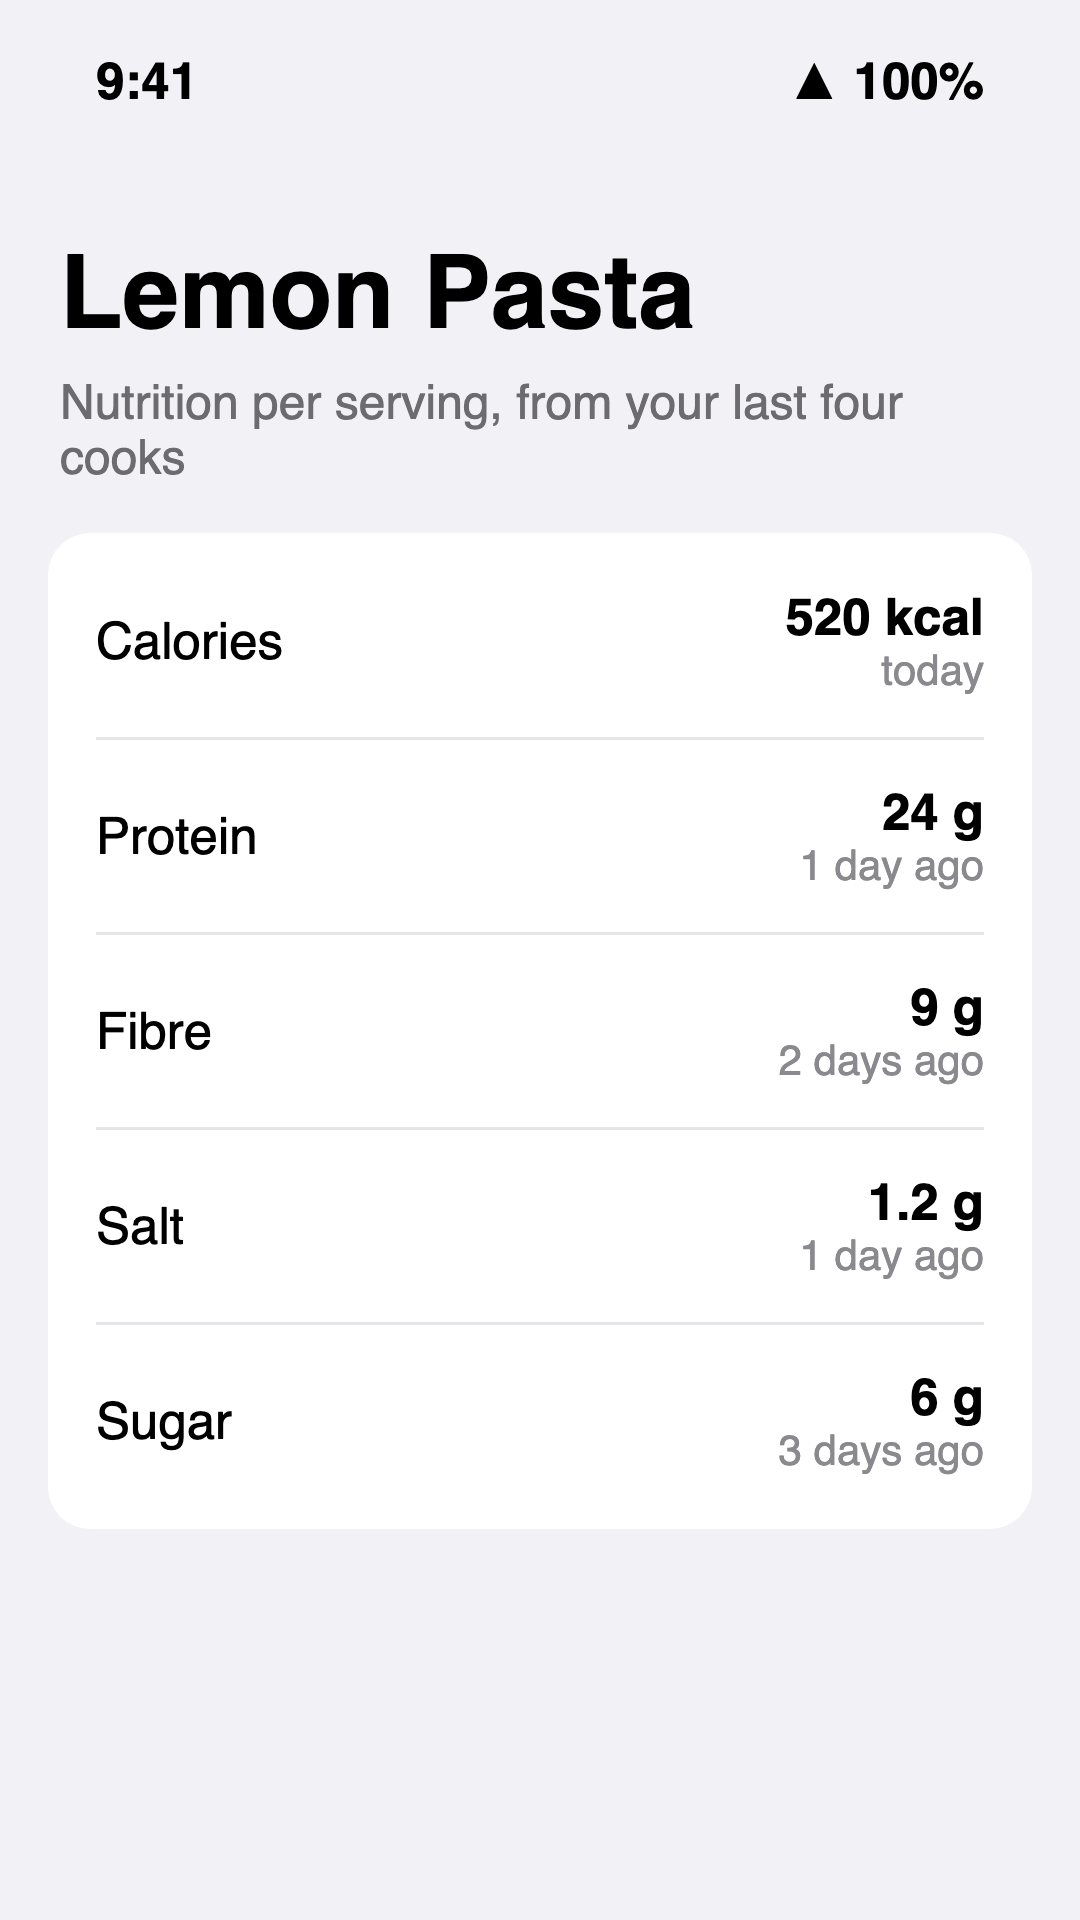 9:41 ▲ 100%
Lemon Pasta
Nutrition per serving, from your last four
cooks
Calories
520 kcal
today
Protein
24 g
1 day ago
Fibre
9 g
2 days ago
Salt
1.2 g
1 day ago
Sugar
6 g
3 days ago